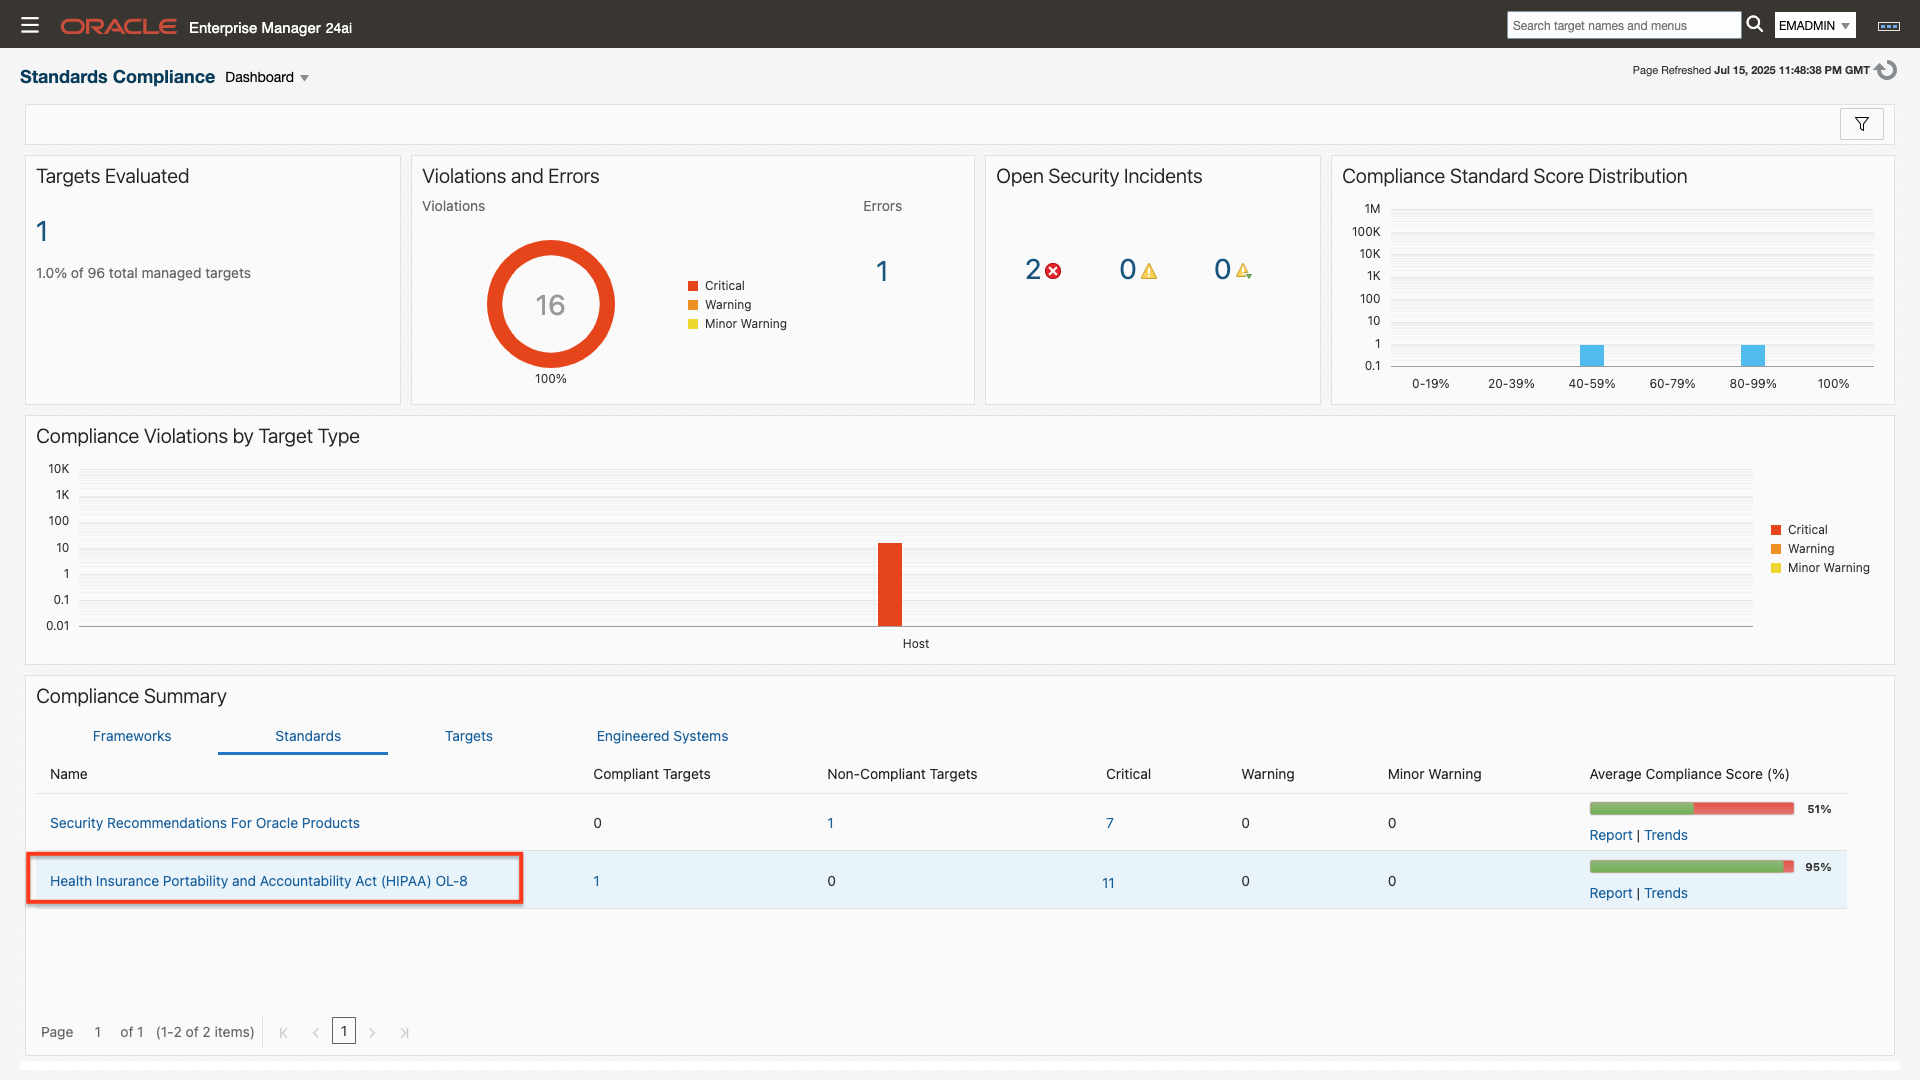 ORACLE Enterprise Manager 24ai
Search target names and menus
EMADMIN
Standards Compliance Dashboard
Page Refreshed Jul 15, 2025 11:48:38 PM GMT
Targets Evaluated
1
1.0% of 96 total managed targets
Violations and Errors
Violations
Errors
16
100%
Critical
Warning
Minor Warning
1
Open Security Incidents
2 0 0
Compliance Standard Score Distribution
1M
100K
10K
1K
100
10
1
0.1
0-19% 20-39% 40-59% 60-79% 80-99% 100%
Compliance Violations by Target Type
10K
1K
100
10
1
0.1
0.01
Host
Critical
Warning
Minor Warning
Compliance Summary
Frameworks Standards Targets Engineered Systems
Name Compliant Targets Non-Compliant Targets Critical Warning Minor Warning Average Compliance Score (%)
Security Recommendations For Oracle Products 0 1 7 0 0 51%
Report | Trends
Health Insurance Portability and Accountability Act (HIPAA) OL-8 1 0 11 0 0 95%
Report | Trends
Page 1 of 1 (1-2 of 2 items) 1